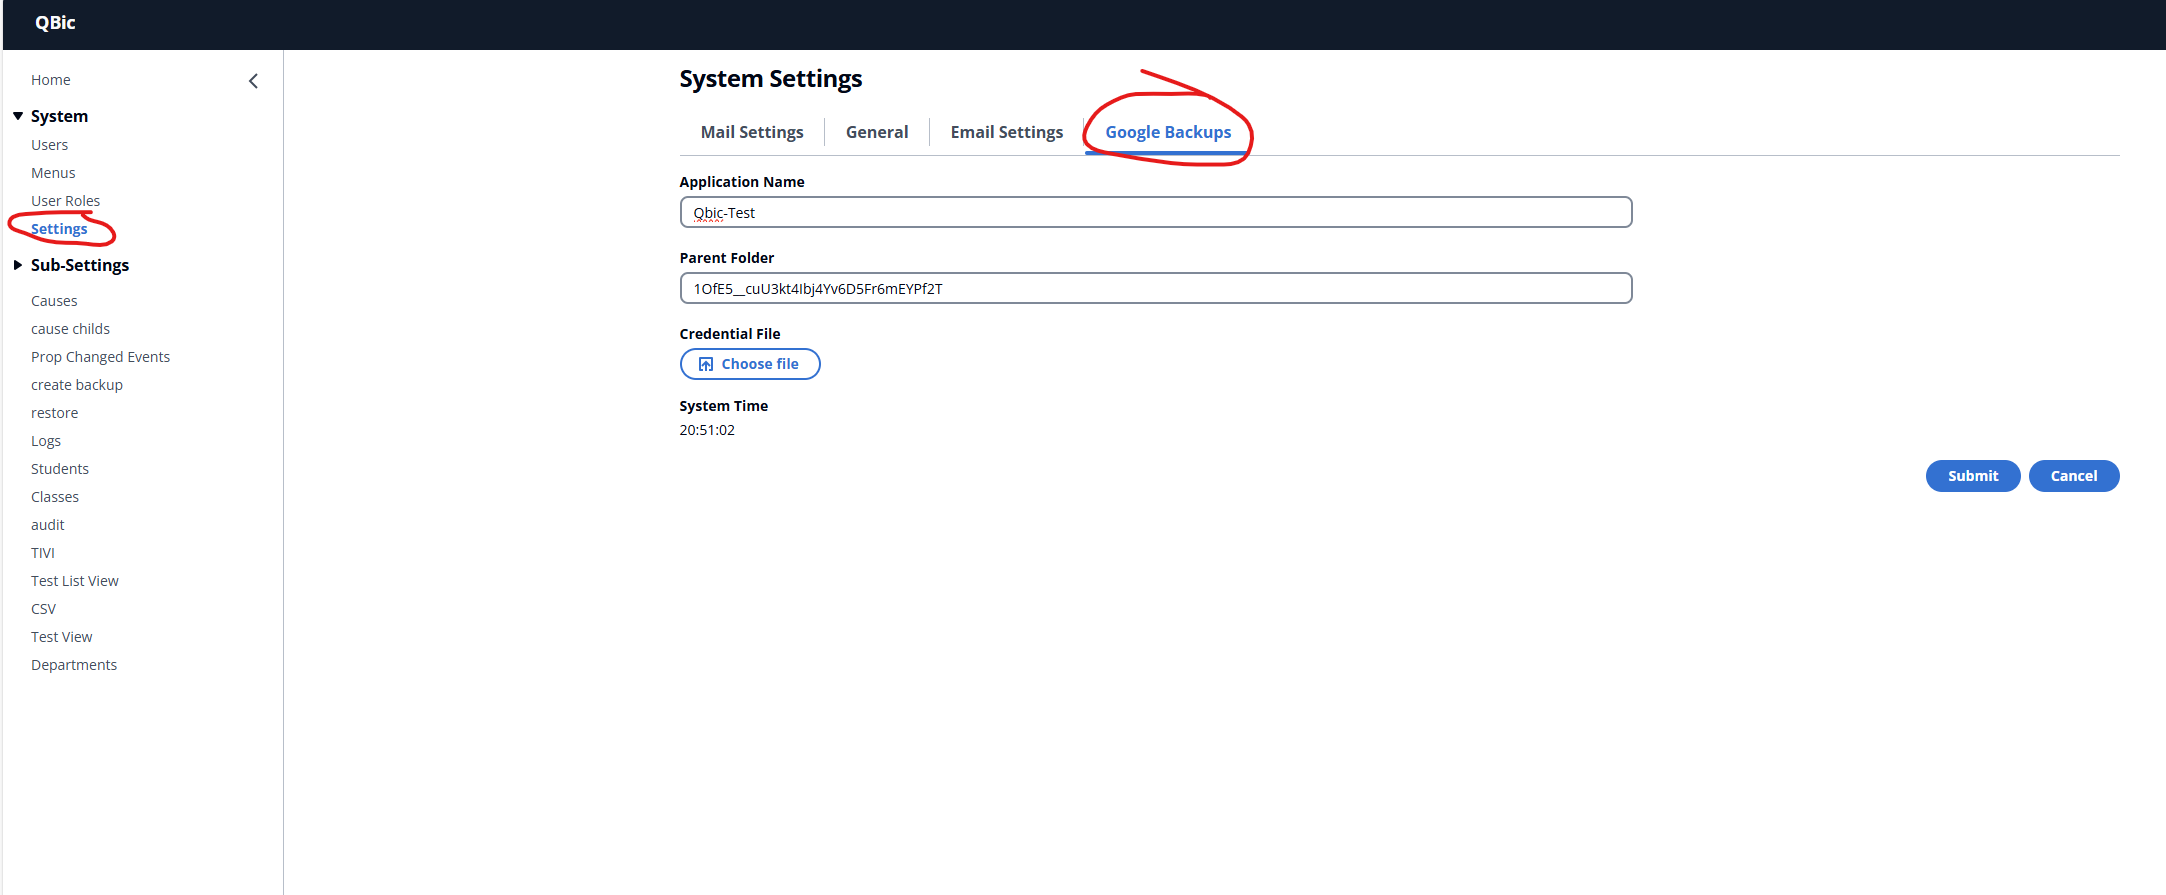 QBic
Home
System
Users
Menus
User Roles
Settings
Sub-Settings
Causes
cause childs
Prop Changed Events
create backup
restore
Logs
Students
Classes
audit
TIVI
Test List View
CSV
Test View
Departments
System Settings
Mail Settings General Email Settings Google Backups
Application Name
Qbic-Test
Parent Folder
1OfE5__cuU3kt4Ibj4Yv6D5Fr6mEYPf2T
Credential File
Choose file
System Time
20:51:02
Submit Cancel